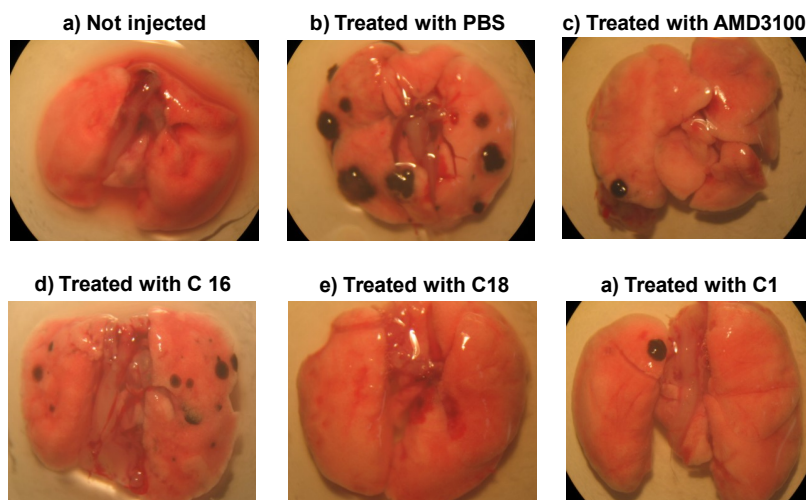 a) Not injected
b) Treated with PBS
c) Treated with AMD3100
d) Treated with C 16
e) Treated with C18
a) Treated with C1